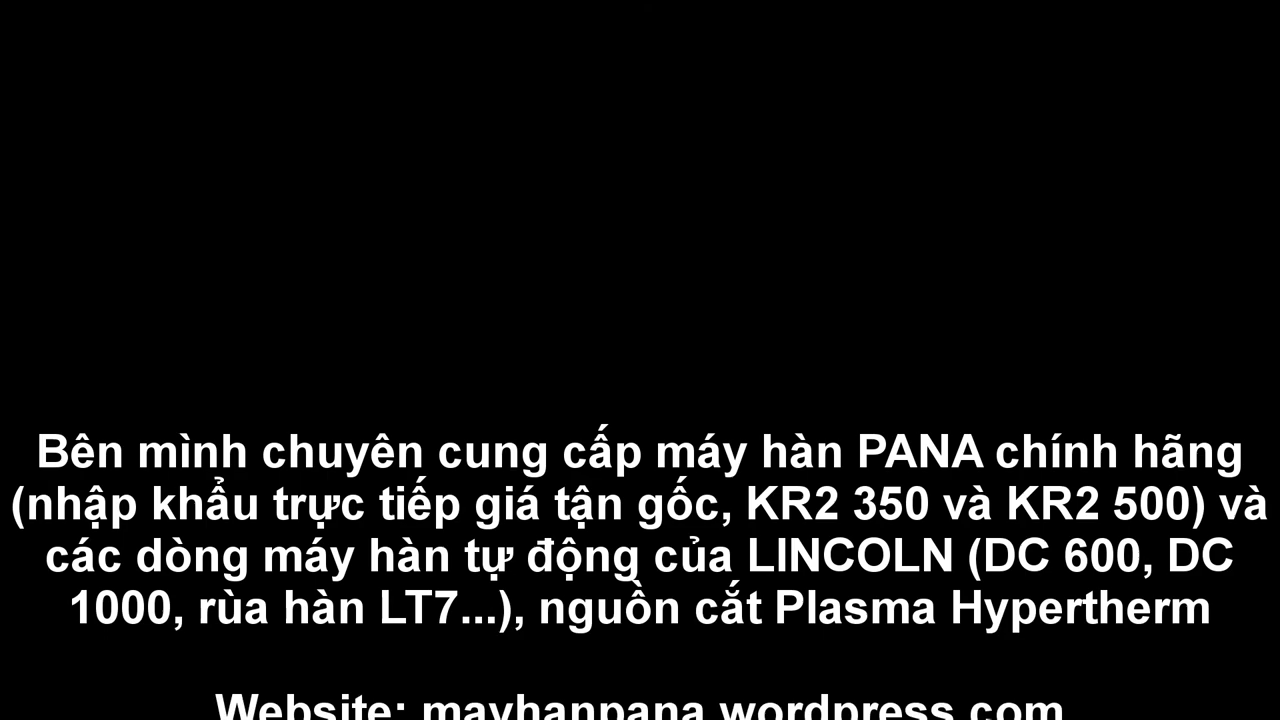 Bên mình chuyên cung cấp máy hàn PANA chính hãng
(nhập khẩu trực tiếp giá tận gốc, KR2 350 và KR2 500) và
các dòng máy hàn tự động của LINCOLN (DC 600, DC
1000, rùa hàn LT7...), nguồn cắt Plasma Hypertherm
Website: mayhanpana.wordpress.com